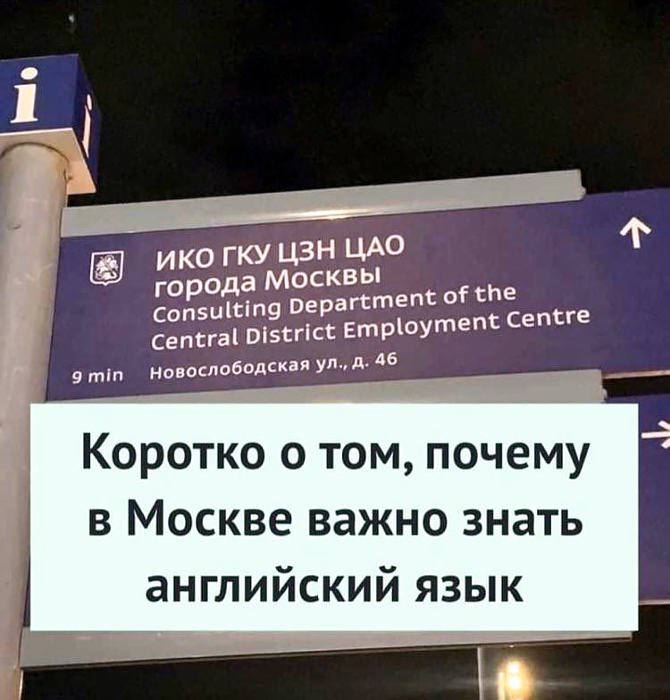 i
ИКО ГКУ ЦЗН ЦАО
города Москвы
Consulting Department of the
Central District Employment Centre
9 min Новослободская ул., д. 46
Коротко о том, почему
в Москве важно знать
английский язык